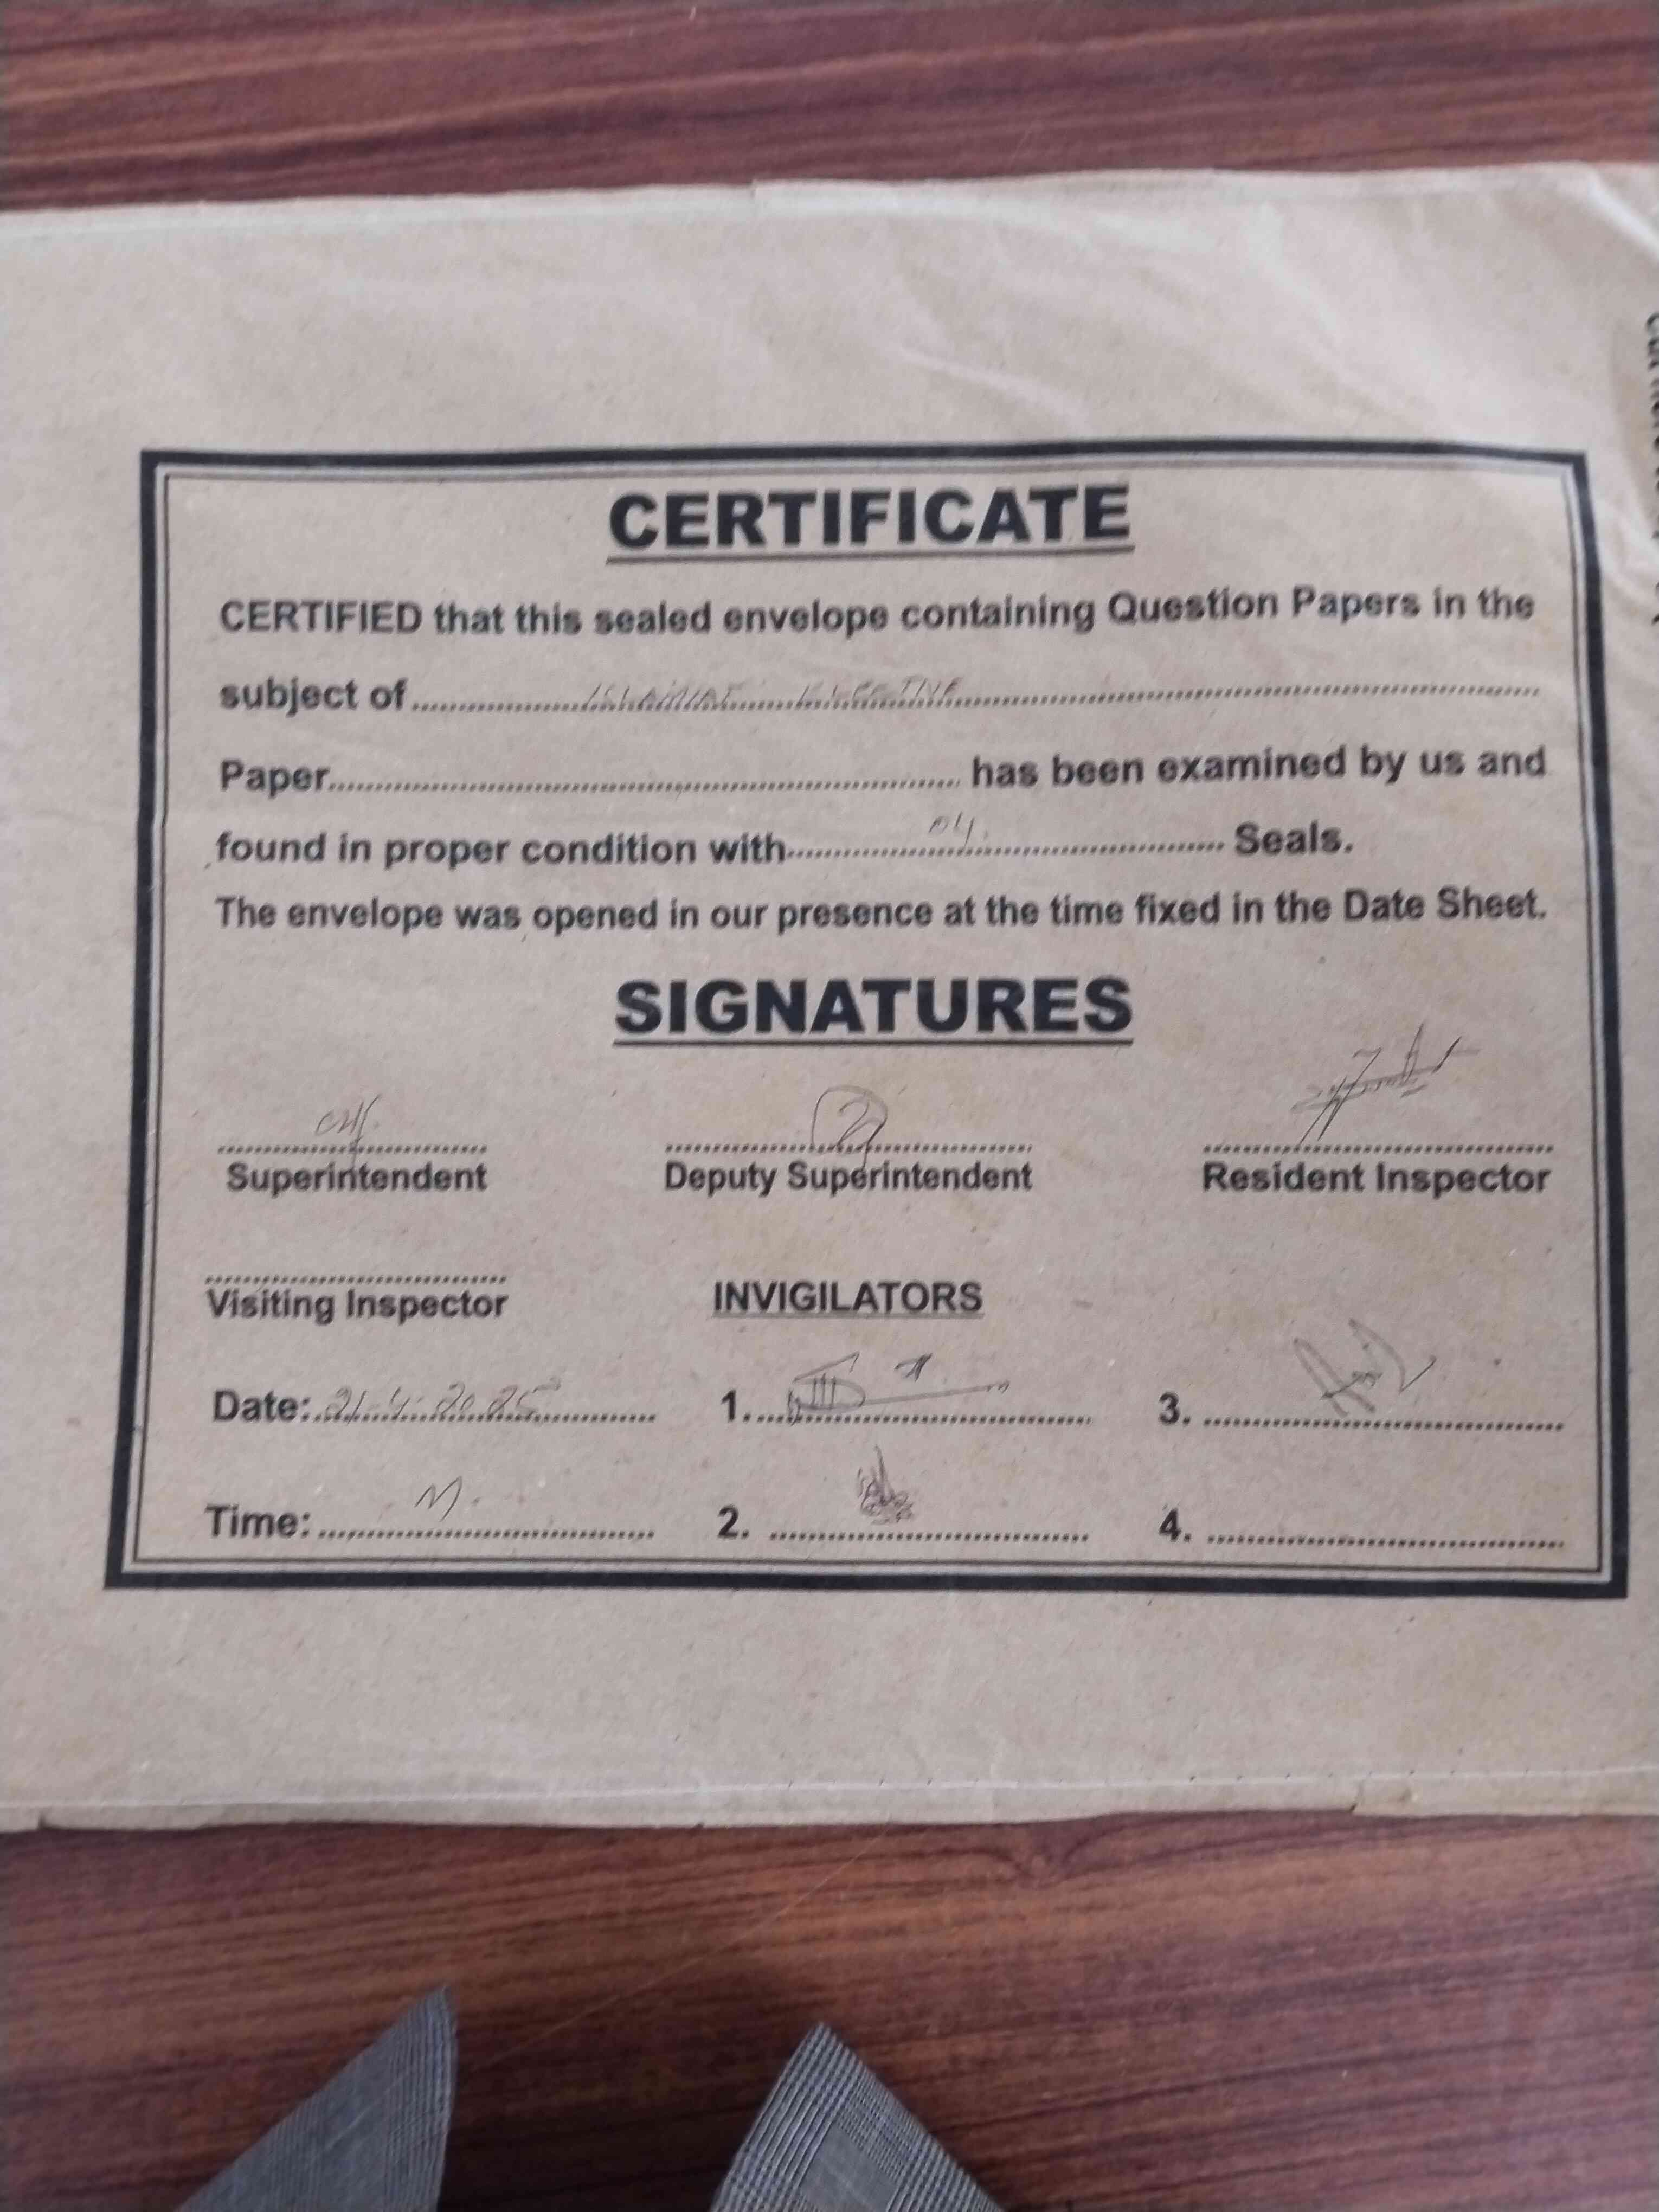 CERTIFICATE
CERTIFIED that this sealed envelope containing Question Papers in the
subject of ISLAMIAT ELECTIVE
Paper has been examined by us and
found in proper condition with 04 Seals.
The envelope was opened in our presence at the time fixed in the Date Sheet.
SIGNATURES
Superintendent Deputy Superintendent Resident Inspector
Visiting Inspector INVIGILATORS
Date: 21-4-2025 1. 3.
Time: M. 2. 4.